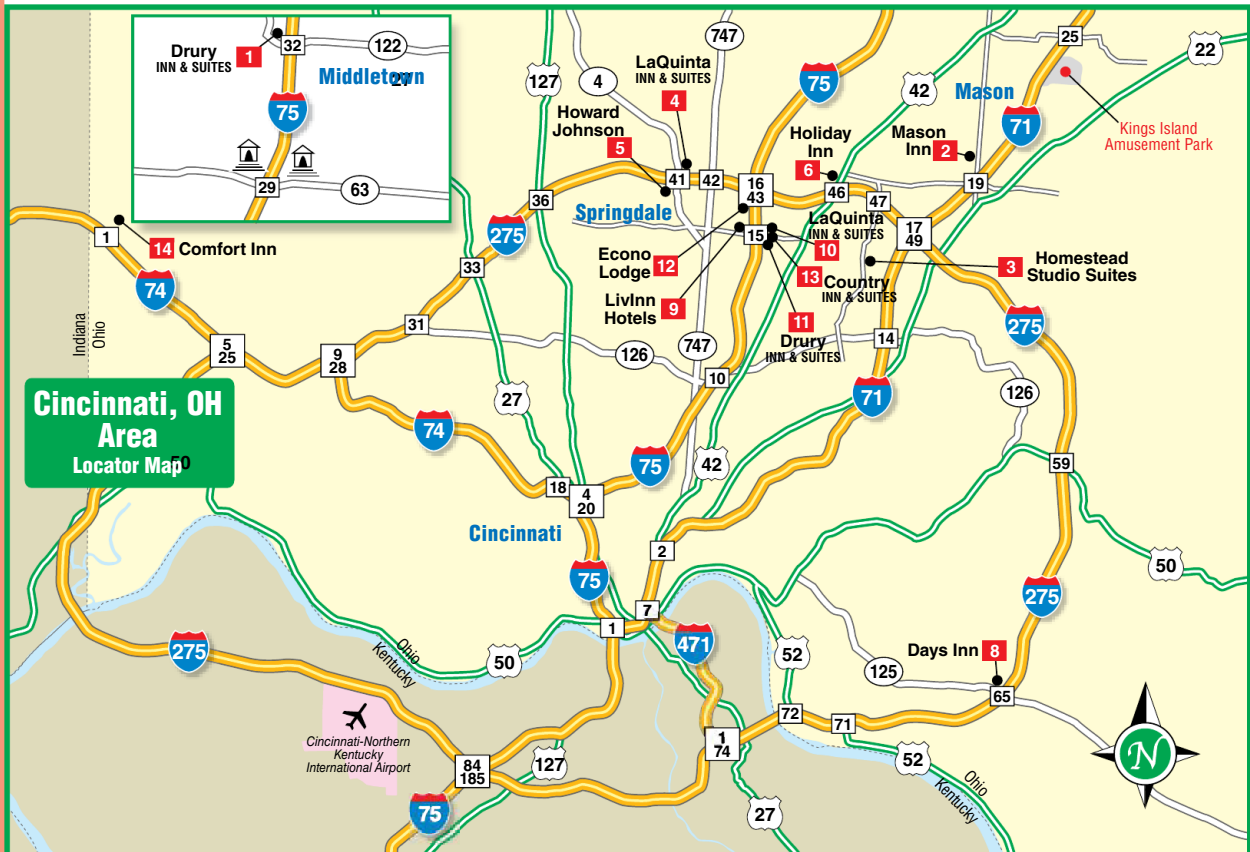 Drury
INN & SUITES
1
32
122
Middletown
27
75
29
63
747
4
127
LaQuinta
INN & SUITES
4
Howard
Johnson
5
75
42
22
25
Mason
71
Kings Island
Amusement Park
Holiday
Inn
6
Mason
Inn
2
41
42
16
43
46
47
19
36
Springdale
275
LaQuinta
INN & SUITES
10
15
17
49
1
14 Comfort Inn
33
Econo
Lodge
12
13
Country
INN & SUITES
3
Homestead
Studio Suites
74
LivInn
Hotels
9
11
Drury
INN & SUITES
275
Indiana
Ohio
31
126
747
14
5
25
9
28
10
126
Cincinnati, OH
Area
Locator Map
50
27
74
71
75
42
59
18
4
20
Cincinnati
2
75
50
275
7
1
471
Ohio
Kentucky
275
50
52
Days Inn 8
125
65
72
71
Cincinnati-Northern
Kentucky
International Airport
1
74
84
185
127
52
Ohio
Kentucky
N
75
27